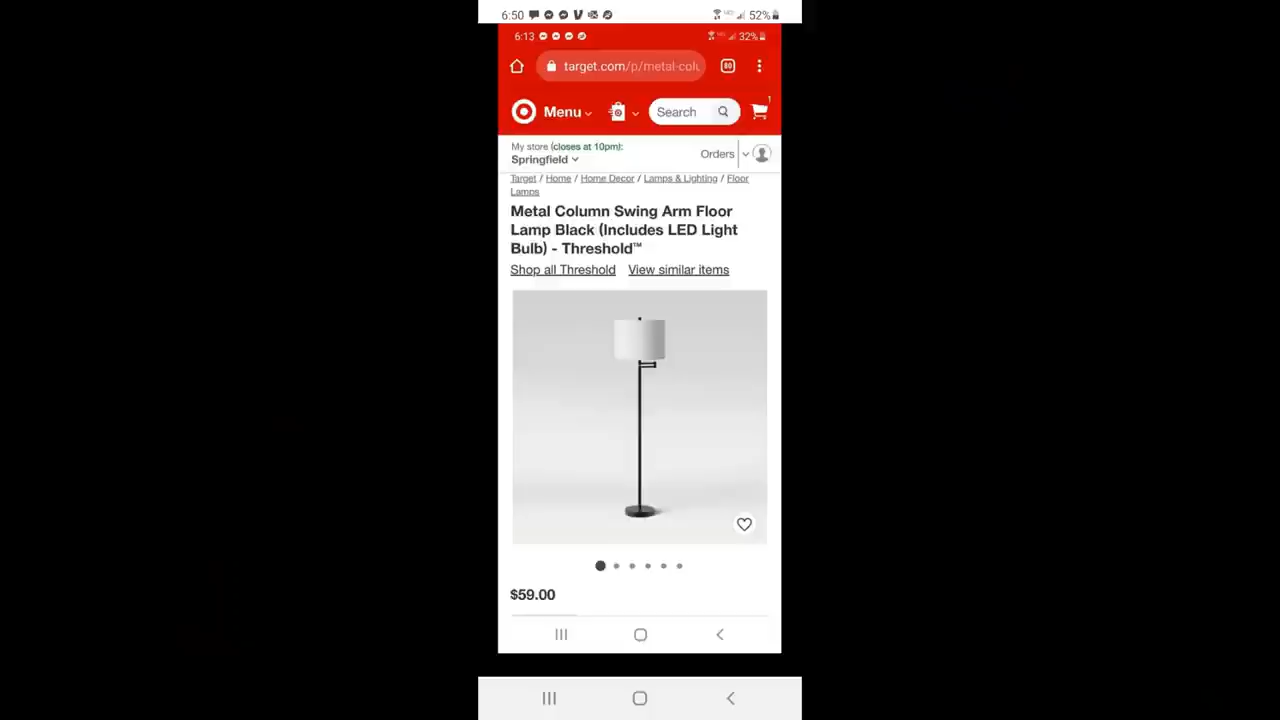 6:50
52%
6:13
32%
target.com/p/metal-colu
80
Menu
Search
1
My store (closes at 10pm):
Springfield
Orders
Target / Home / Home Decor / Lamps & Lighting / Floor
Lamps
Metal Column Swing Arm Floor
Lamp Black (Includes LED Light
Bulb) - Threshold™
Shop all Threshold View similar items
$59.00